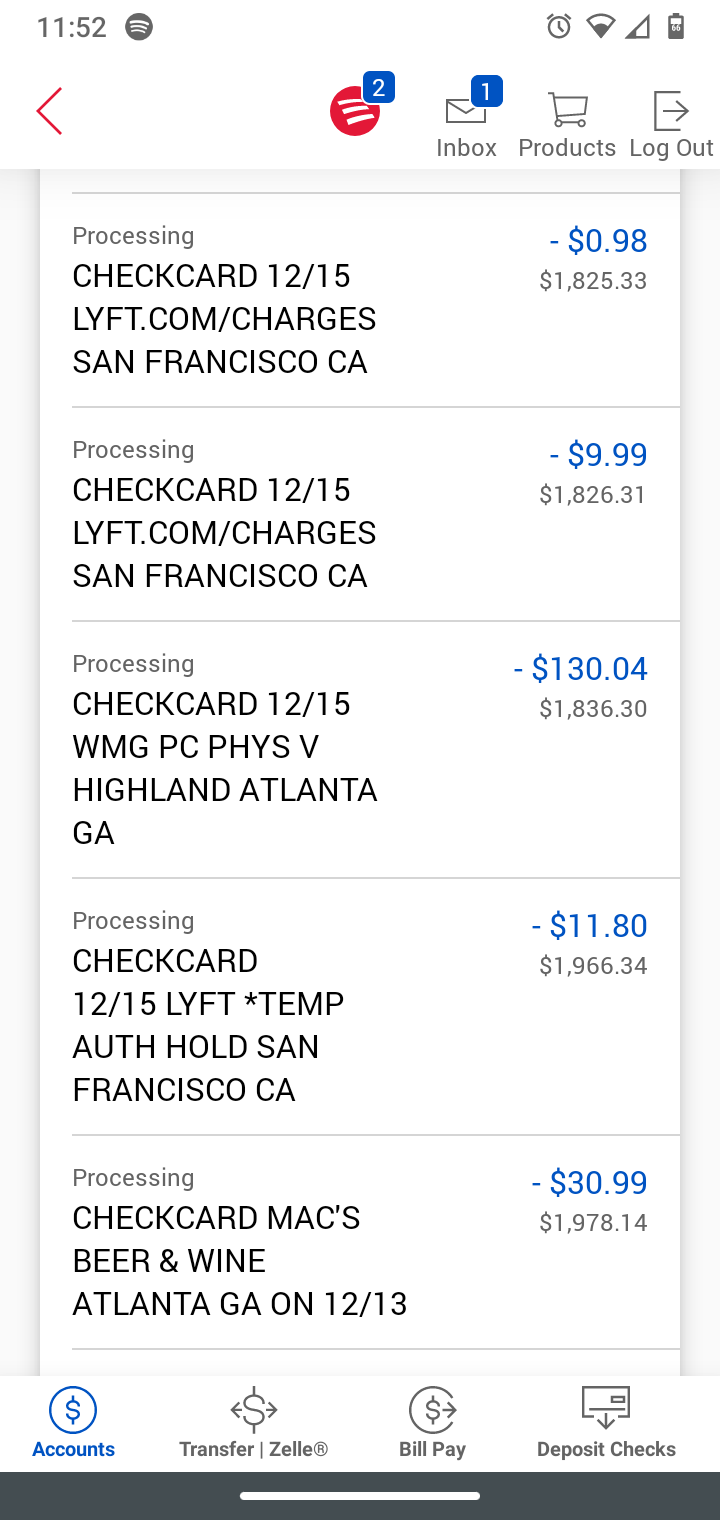 11:52
66
2
1
Inbox
Products
Log Out
Processing
- $0.98
CHECKCARD 12/15
$1,825.33
LYFT.COM/CHARGES
SAN FRANCISCO CA
Processing
- $9.99
CHECKCARD 12/15
$1,826.31
LYFT.COM/CHARGES
SAN FRANCISCO CA
Processing
- $130.04
CHECKCARD 12/15
$1,836.30
WMG PC PHYS V
HIGHLAND ATLANTA
GA
Processing
- $11.80
CHECKCARD
$1,966.34
12/15 LYFT *TEMP
AUTH HOLD SAN
FRANCISCO CA
Processing
- $30.99
CHECKCARD MAC'S
$1,978.14
BEER & WINE
ATLANTA GA ON 12/13
Accounts
Transfer | Zelle®
Bill Pay
Deposit Checks